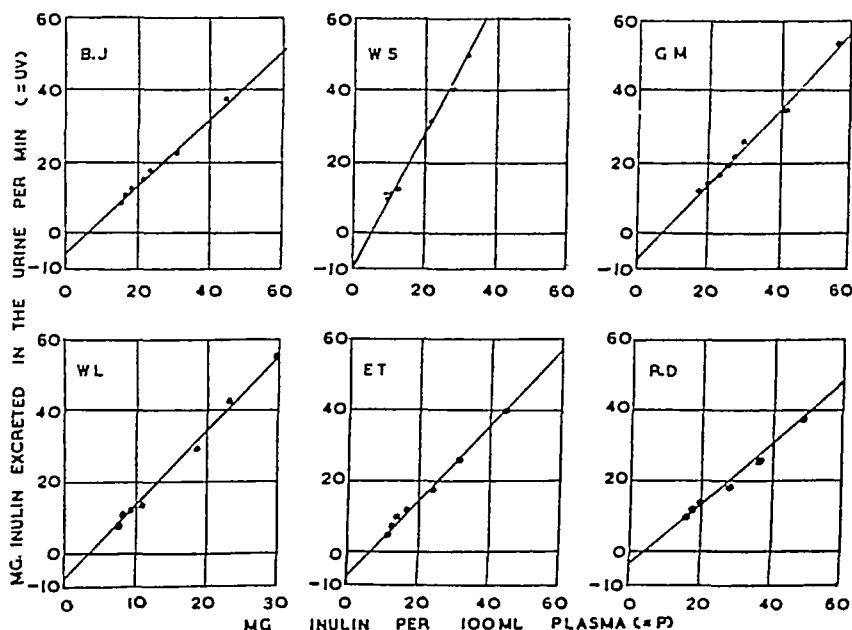 MG. INULIN EXCRETED IN THE URINE PER MIN (=UV)
60 60 60
B.J WS GM
40 40 40
20 20 20
0 0 0
-10 -10 -10
0 20 40 60 0 20 40 60 0 20 40 60
60 60 60
WL ET R.D
40 40 40
20 20 20
0 0 0
-10 -10 -10
0 10 20 30 0 20 40 60 0 20 40 60
MG INULIN PER 100ML PLASMA (=P)